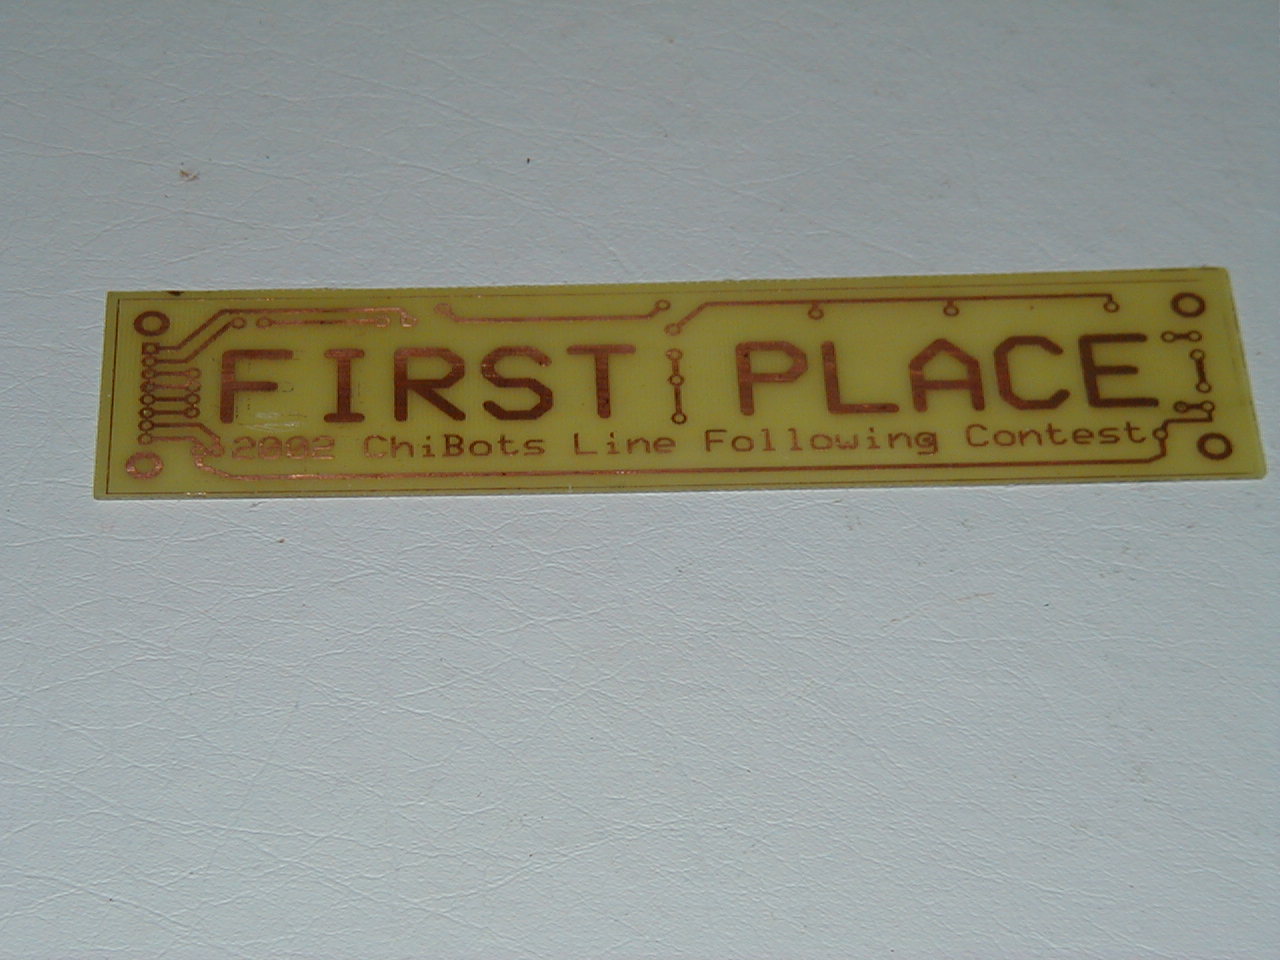 FIRST PLACE
2002 ChiBots Line Following Contest